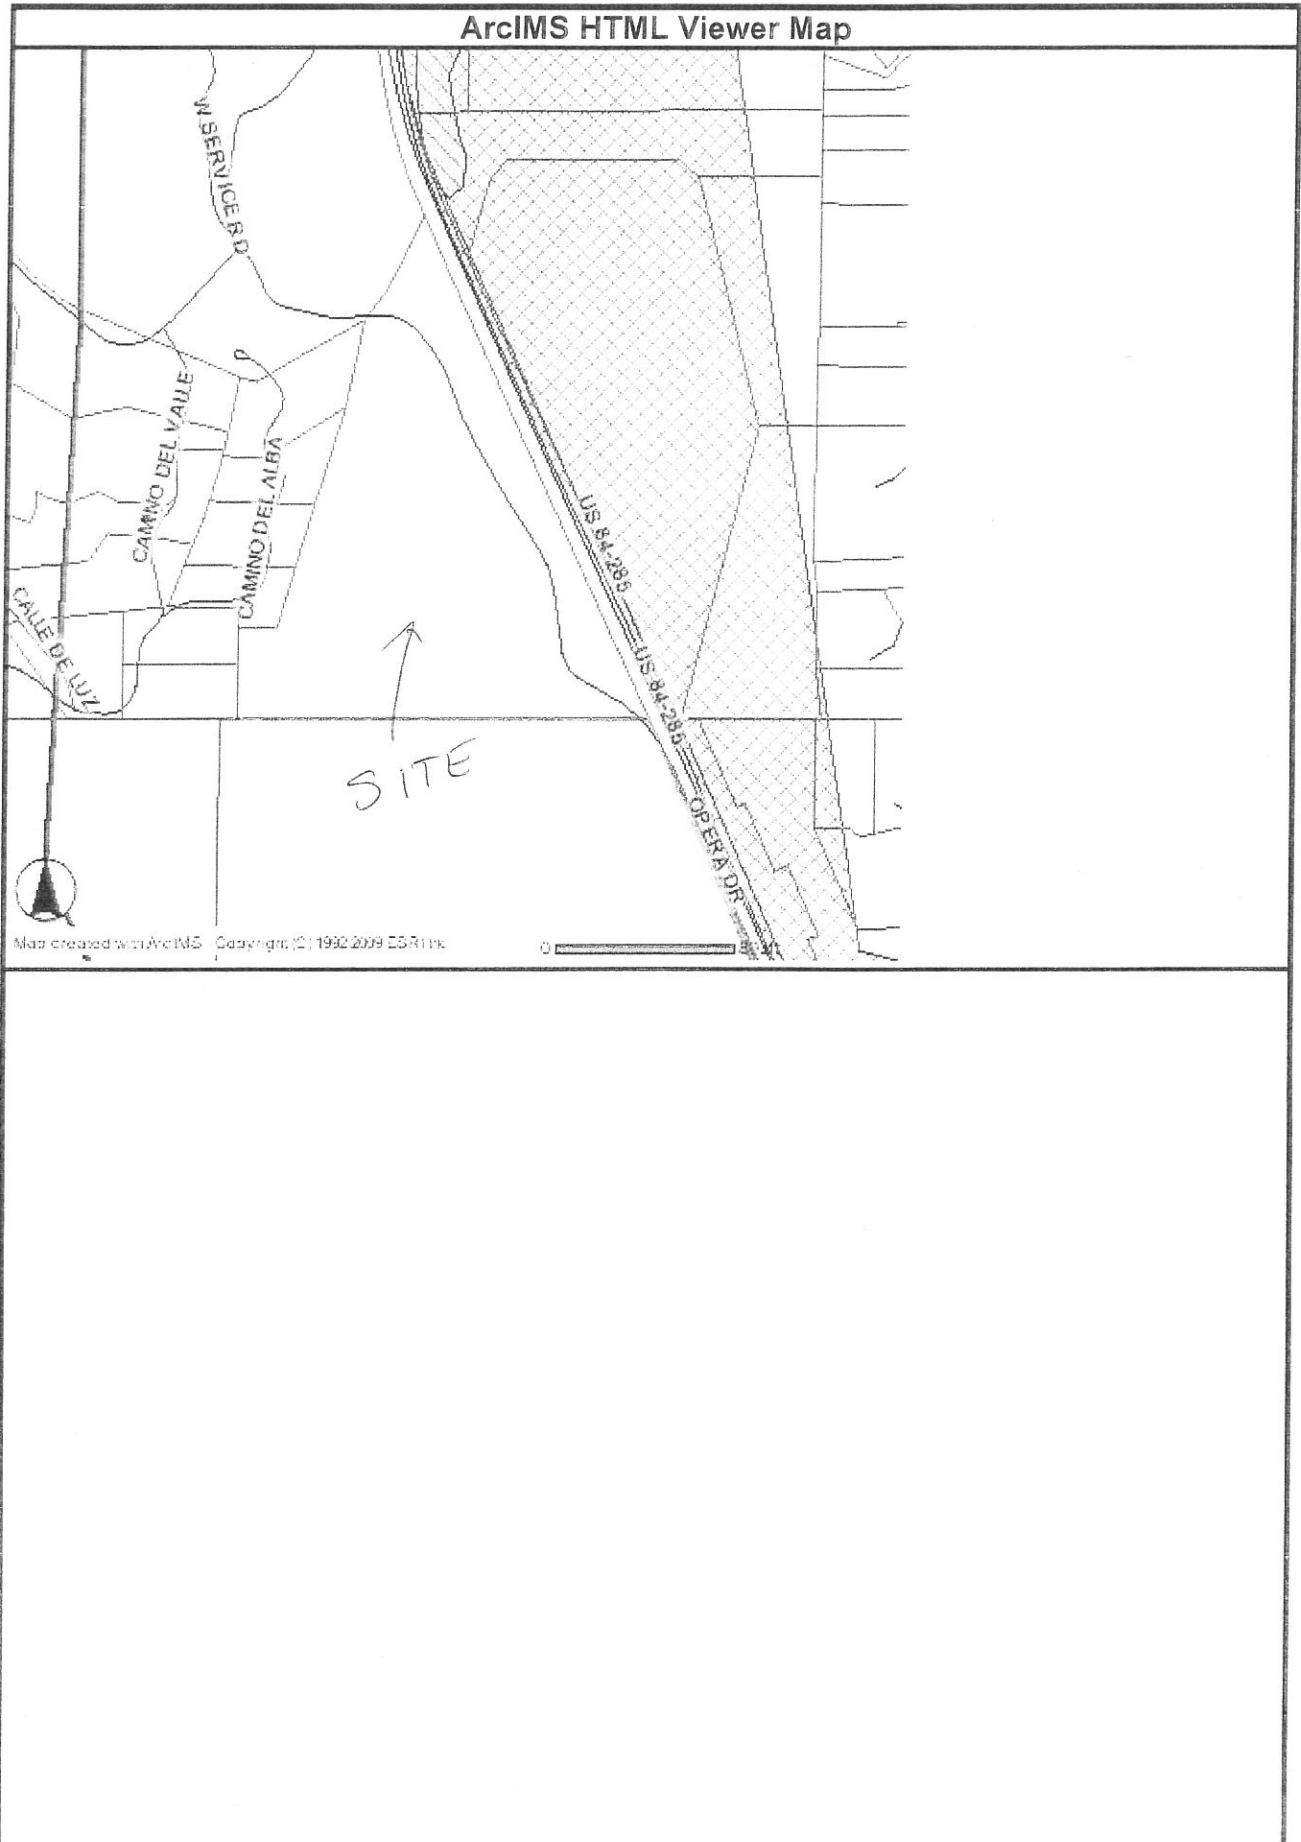 ArcIMS HTML Viewer Map
W SERVICE RD
CAMINO DEL VALLE
CAMINO DEL ALBA
CALLE DE LUZ
US 84-285
US 84-285
OPERA DR
SITE
Map created with ArcIMS - Copyright (C) 1992-2009 ESRI Inc.
0